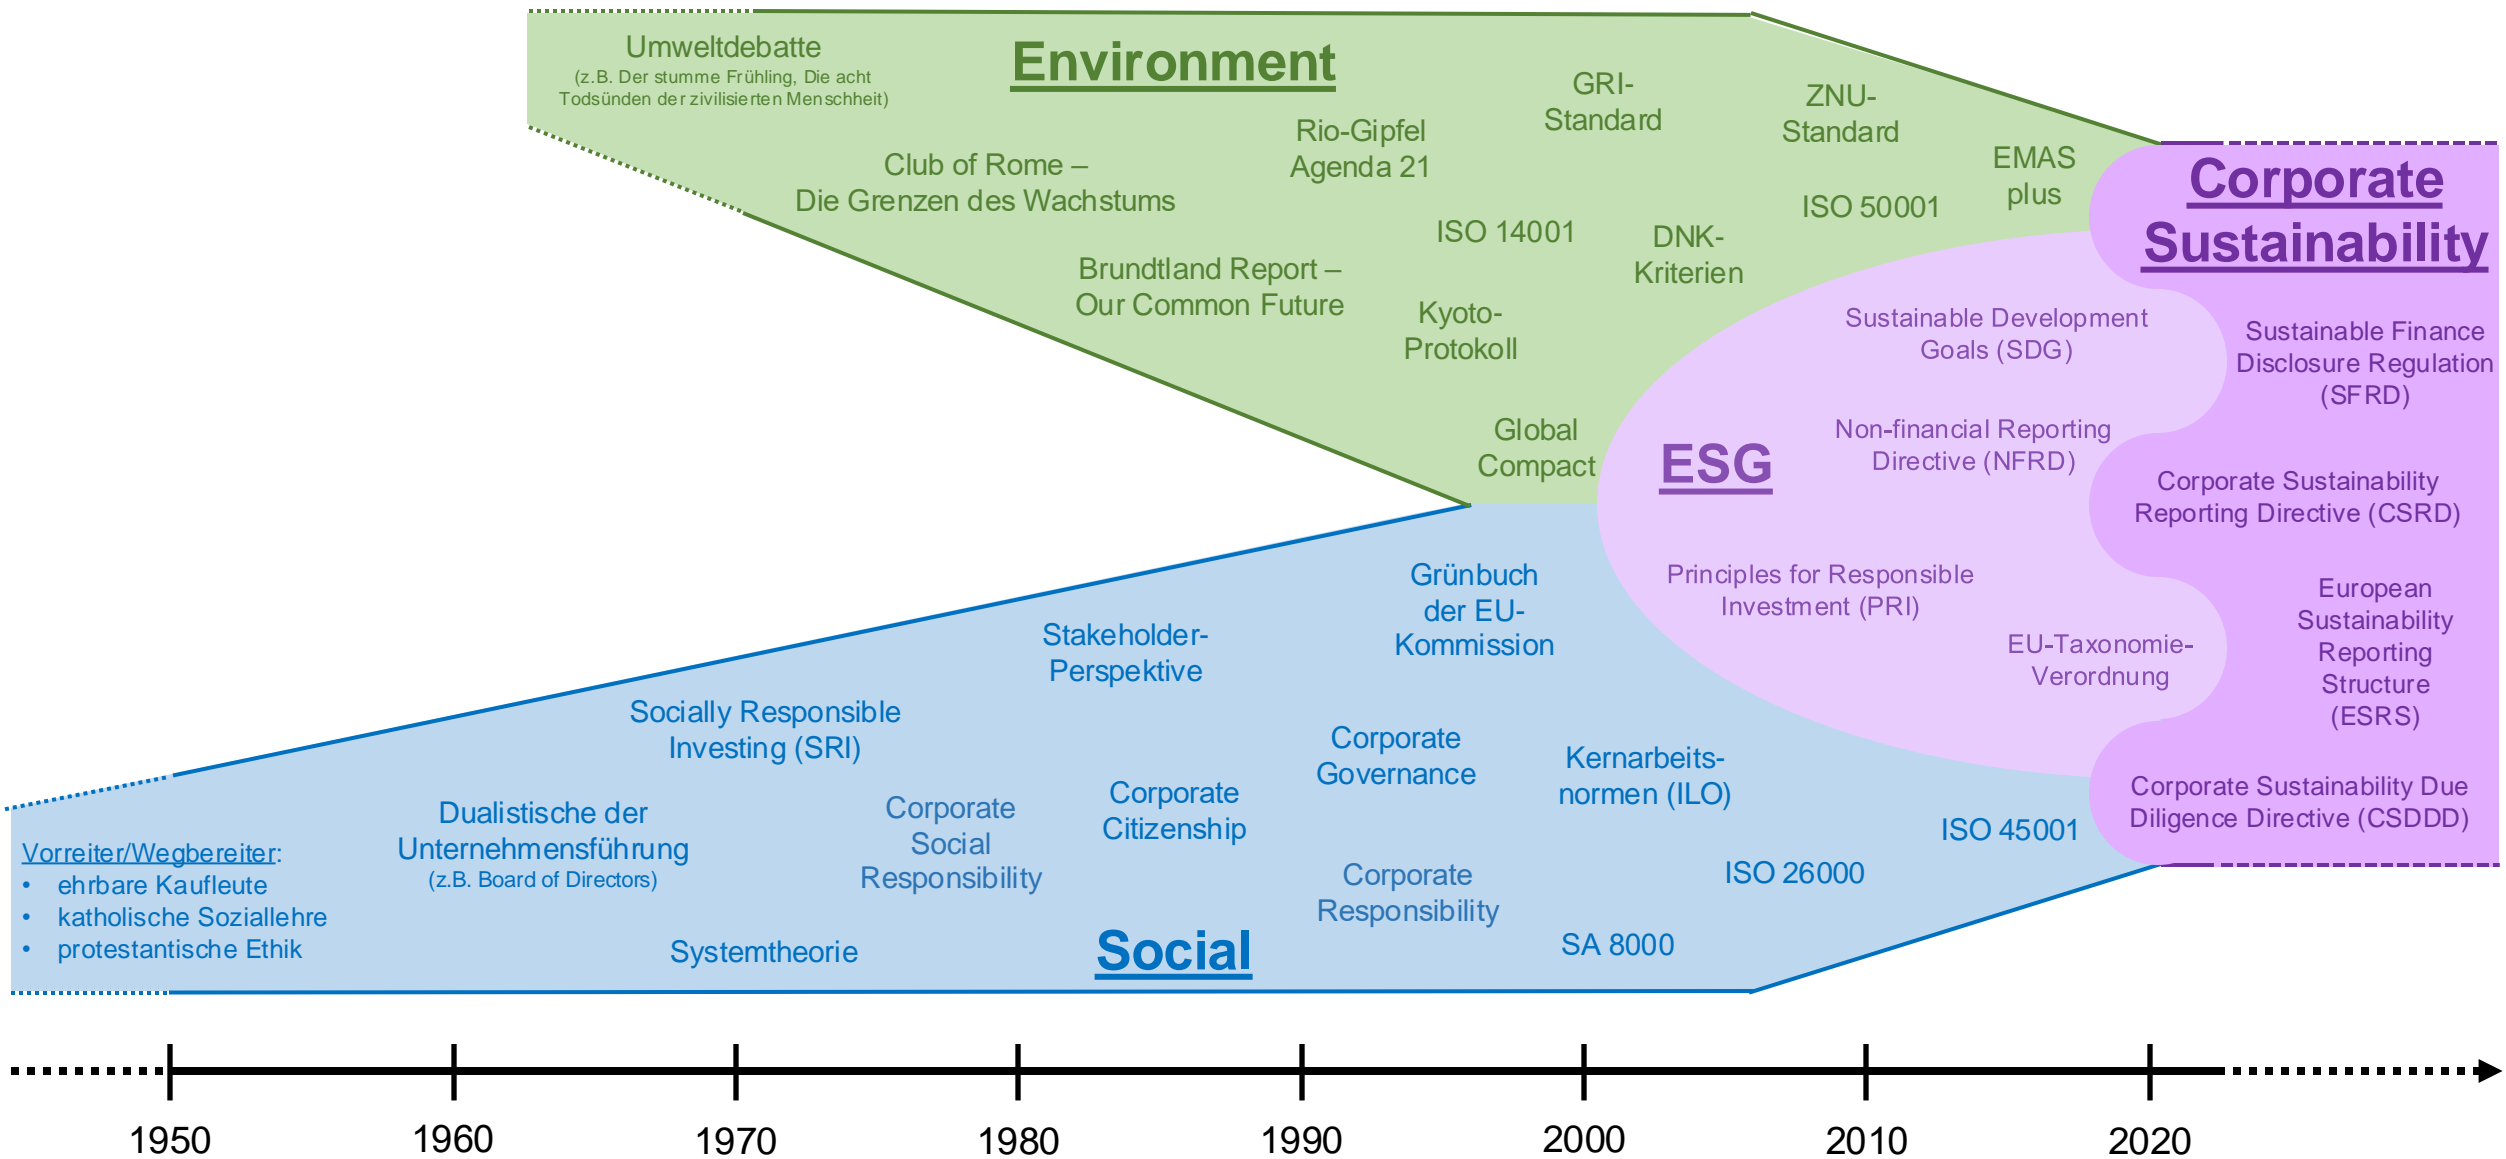 Umweltdebatte
(z.B. Der stumme Frühling, Die acht
Todsünden der zivilisierten Menschheit)
Environment
Club of Rome –
Die Grenzen des Wachstums
Brundtland Report –
Our Common Future
Rio-Gipfel
Agenda 21
ISO 14001
Kyoto-
Protokoll
Global
Compact
GRI-
Standard
DNK-
Kriterien
ZNU-
Standard
ISO 50001
EMAS
plus
ESG
Sustainable Development
Goals (SDG)
Non-financial Reporting
Directive (NFRD)
Principles for Responsible
Investment (PRI)
EU-Taxonomie-
Verordnung
Corporate
Sustainability
Sustainable Finance
Disclosure Regulation
(SFRD)
Corporate Sustainability
Reporting Directive (CSRD)
European
Sustainability
Reporting
Structure
(ESRS)
Corporate Sustainability Due
Diligence Directive (CSDDD)
Vorreiter/Wegbereiter:
• ehrbare Kaufleute
• katholische Soziallehre
• protestantische Ethik
Dualistische der
Unternehmensführung
(z.B. Board of Directors)
Systemtheorie
Socially Responsible
Investing (SRI)
Corporate
Social
Responsibility
Stakeholder-
Perspektive
Corporate
Citizenship
Social
Grünbuch
der EU-
Kommission
Corporate
Governance
Corporate
Responsibility
Kernarbeits-
normen (ILO)
SA 8000
ISO 26000
ISO 45001
1950
1960
1970
1980
1990
2000
2010
2020